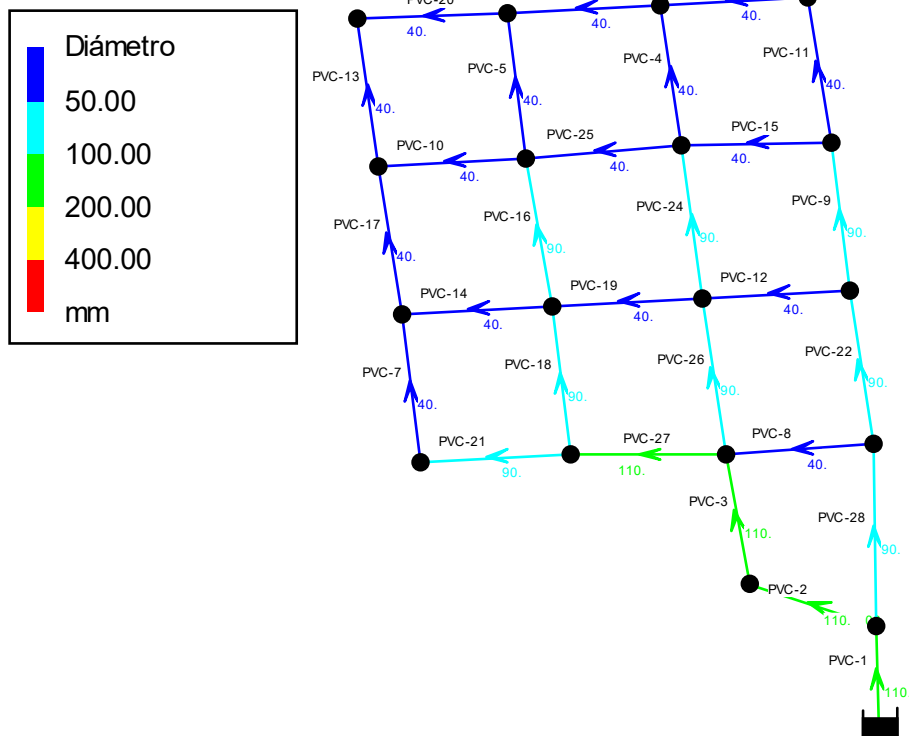 Diámetro
50.00
100.00
200.00
400.00
mm
40.
40.
40.
PVC-13
PVC-5
PVC-4
PVC-11
40.
40.
40.
40.
PVC-10
PVC-25
PVC-15
40.
40.
40.
PVC-17
PVC-16
PVC-24
PVC-9
40.
90.
90.
90.
PVC-14
PVC-19
PVC-12
40.
40.
40.
PVC-7
PVC-18
PVC-26
PVC-22
40.
90.
90.
90.
PVC-21
PVC-27
PVC-8
90.
110.
40.
PVC-3
PVC-28
110.
90.
PVC-2
110.
PVC-1
110